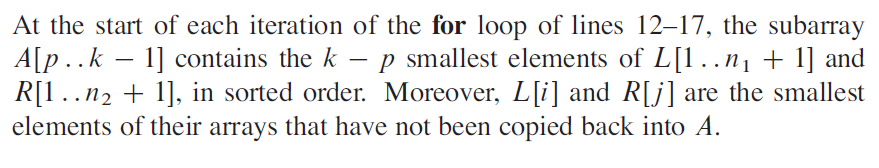 At the start of each iteration of the for loop of lines 12–17, the subarray
A[p..k − 1] contains the k − p smallest elements of L[1..n₁ + 1] and
R[1..n₂ + 1], in sorted order. Moreover, L[i] and R[j] are the smallest
elements of their arrays that have not been copied back into A.